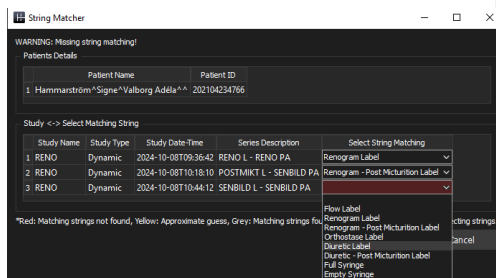 String Matcher
WARNING: Missing string matching!
Patients Details
Patient Name Patient ID
1 Hammarström^Signe^Valborg Adéla^^ 202104234766
Study <-> Select Matching String
Study Name Study Type Study Date-Time Series Description Select String Matching
1 RENO Dynamic 2024-10-08T09:36:42 RENO L - RENO PA Renogram Label
2 RENO Dynamic 2024-10-08T10:18:10 POSTMIKT L - SENBILD PA Renogram - Post Micturition Label
3 RENO Dynamic 2024-10-08T10:44:12 SENBILD L - SENBILD PA
*Red: Matching strings not found, Yellow: Approximate guess, Grey: Matching strings fou ecting strings
Flow Label
Renogram Label
Renogram - Post Micturition Label
Orthostase Label
Diuretic Label
Diuretic - Post Micturition Label
Full Syringe
Empty Syringe
Cancel